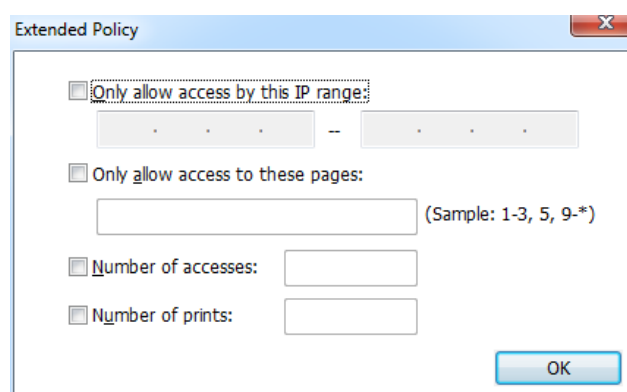 Extended Policy
Only allow access by this IP range:
. . . -- . . .
Only allow access to these pages:
(Sample: 1-3, 5, 9-*)
Number of accesses:
Number of prints:
OK